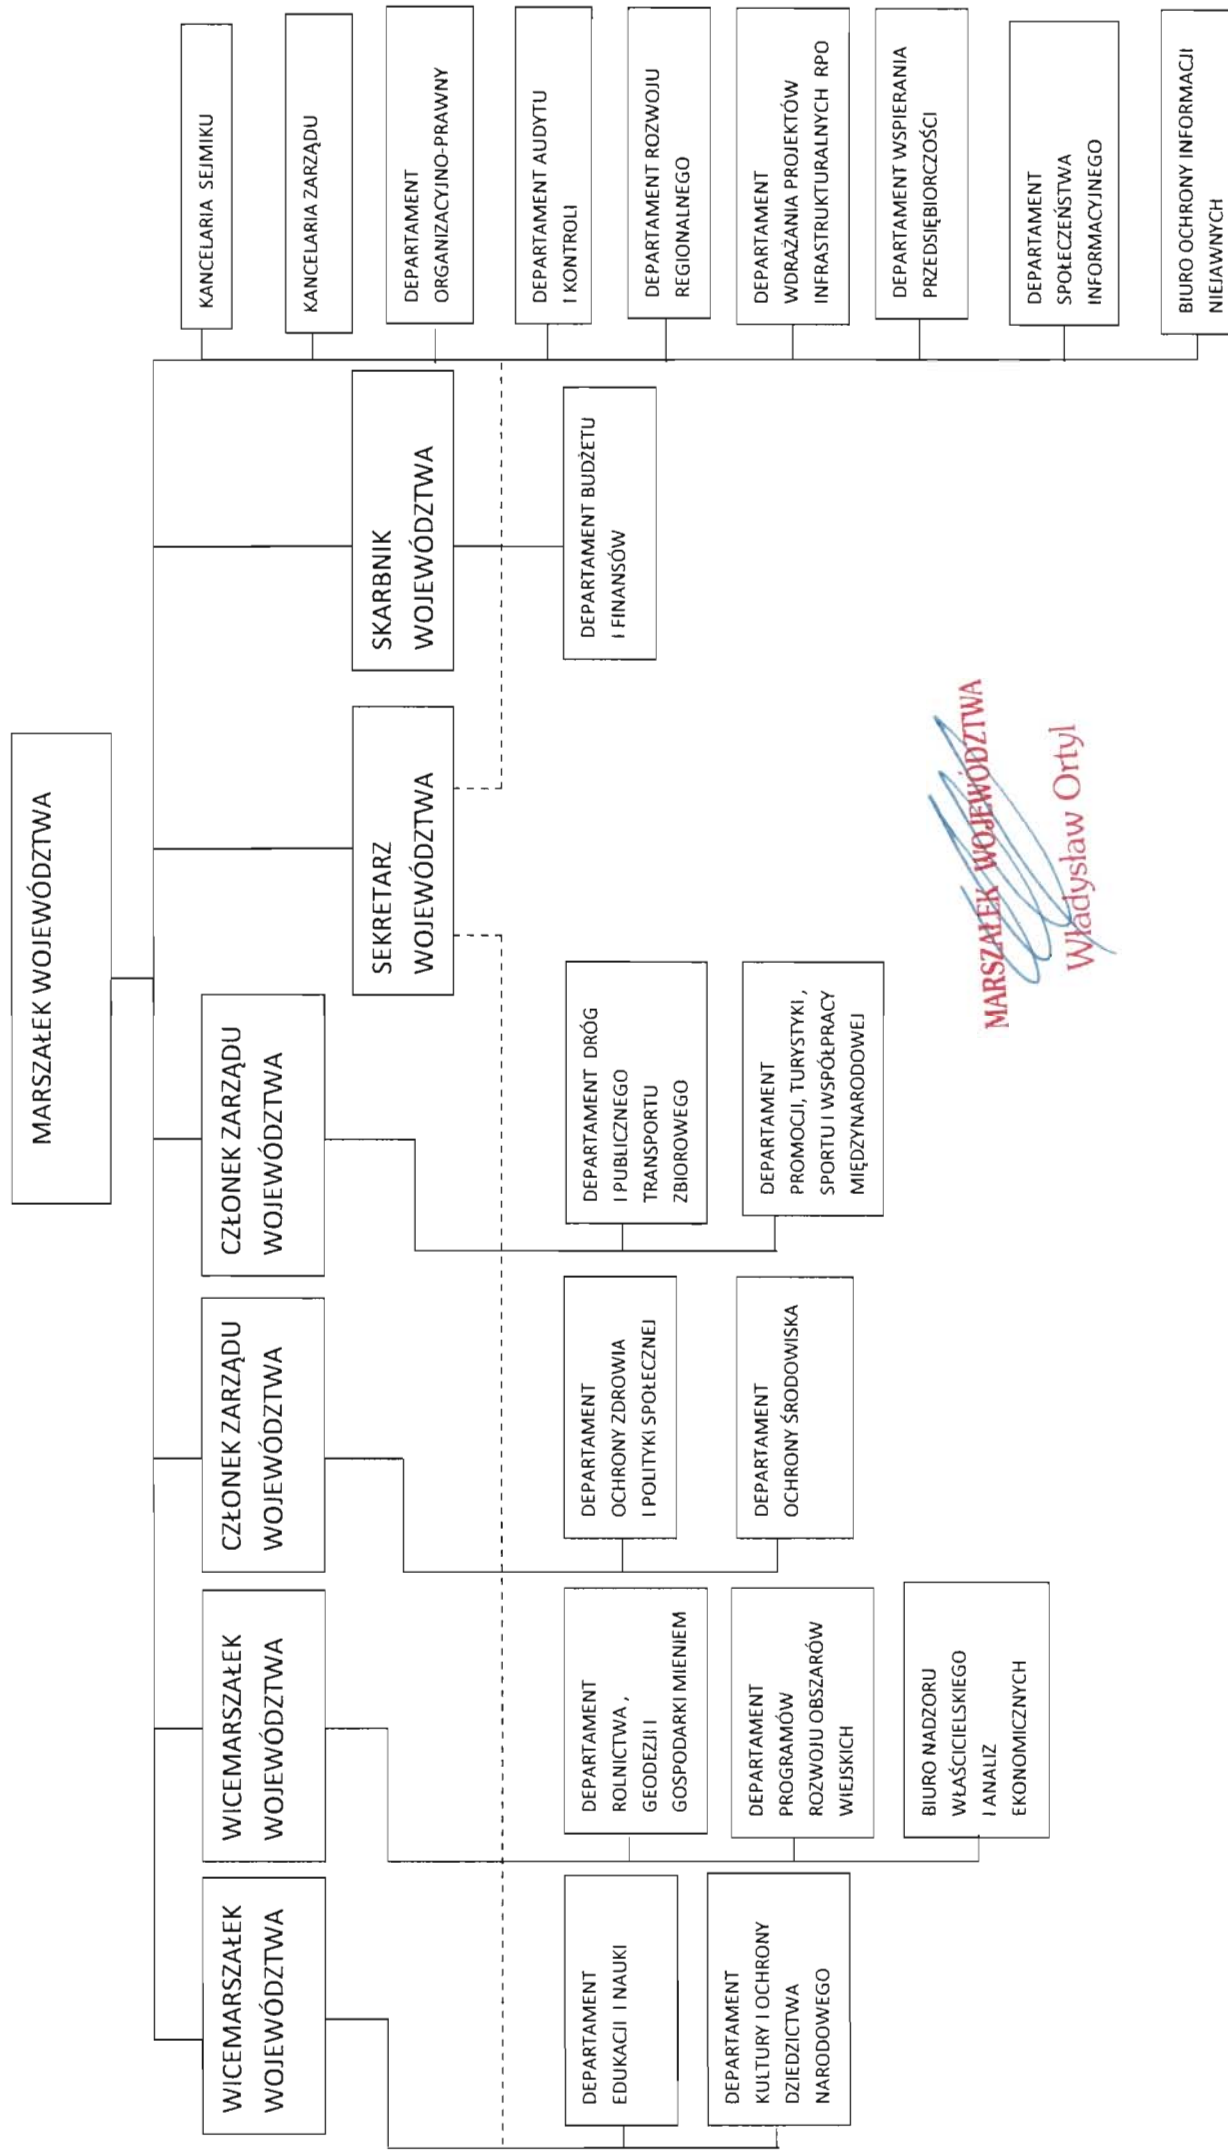 MARSZAŁEK WOJEWÓDZTWA
WICEMARSZAŁEK
WOJEWÓDZTWA
WICEMARSZAŁEK
WOJEWÓDZTWA
CZŁONEK ZARZĄDU
WOJEWÓDZTWA
CZŁONEK ZARZĄDU
WOJEWÓDZTWA
SEKRETARZ
WOJEWÓDZTWA
SKARBNIK
WOJEWÓDZTWA
DEPARTAMENT
EDUKACJI I NAUKI
DEPARTAMENT
KULTURY I OCHRONY
DZIEDZICTWA
NARODOWEGO
DEPARTAMENT
ROLNICTWA ,
GEODEZJI I
GOSPODARKI MIENIEM
DEPARTAMENT
PROGRAMÓW
ROZWOJU OBSZARÓW
WIEJSKICH
BIURO NADZORU
WŁAŚCICIELSKIEGO
I ANALIZ
EKONOMICZNYCH
DEPARTAMENT
OCHRONY ZDROWIA
I POLITYKI SPOŁECZNEJ
DEPARTAMENT
OCHRONY ŚRODOWISKA
DEPARTAMENT DRÓG
I PUBLICZNEGO
TRANSPORTU
ZBIOROWEGO
DEPARTAMENT
PROMOCJI, TURYSTYKI ,
SPORTU I WSPÓŁPRACY
MIĘDZYNARODOWEJ
DEPARTAMENT BUDŻETU
I FINANSÓW
KANCELARIA SEJMIKU
KANCELARIA ZARZĄDU
DEPARTAMENT
ORGANIZACYJNO-PRAWNY
DEPARTAMENT AUDYTU
I KONTROLI
DEPARTAMENT ROZWOJU
REGIONALNEGO
DEPARTAMENT
WDRAŻANIA PROJEKTÓW
INFRASTRUKTURALNYCH RPO
DEPARTAMENT WSPIERANIA
PRZEDSIĘBIORCZOŚCI
DEPARTAMENT
SPOŁECZEŃSTWA
INFORMACYJNEGO
BIURO OCHRONY INFORMACJI
NIEJAWNYCH
MARSZAŁEK WOJEWÓDZTWA
Władysław Ortyl